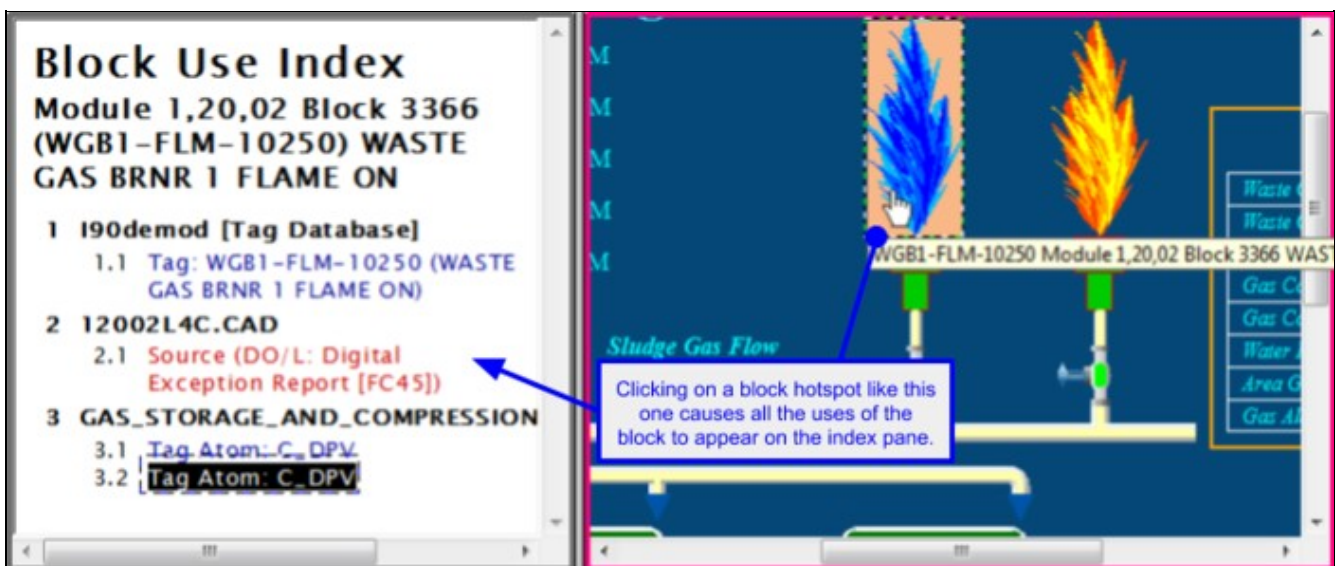 Block Use Index
Module 1,20,02 Block 3366
(WGB1-FLM-10250) WASTE
GAS BRNR 1 FLAME ON
1 I90demod [Tag Database]
1.1 Tag: WGB1-FLM-10250 (WASTE
GAS BRNR 1 FLAME ON)
2 12002L4C.CAD
2.1 Source (DO/L: Digital
Exception Report [FC45])
3 GAS_STORAGE_AND_COMPRESSION
3.1 Tag Atom: C_DPV
3.2 Tag Atom: C_DPV
M
M
M
M
M
WGB1-FLM-10250 Module 1,20,02 Block 3366 WAS
Sludge Gas Flow
Clicking on a block hotspot like this
one causes all the uses of the
block to appear on the index pane.
Waste
Waste
Gas
Gas
Water
Area
Gas